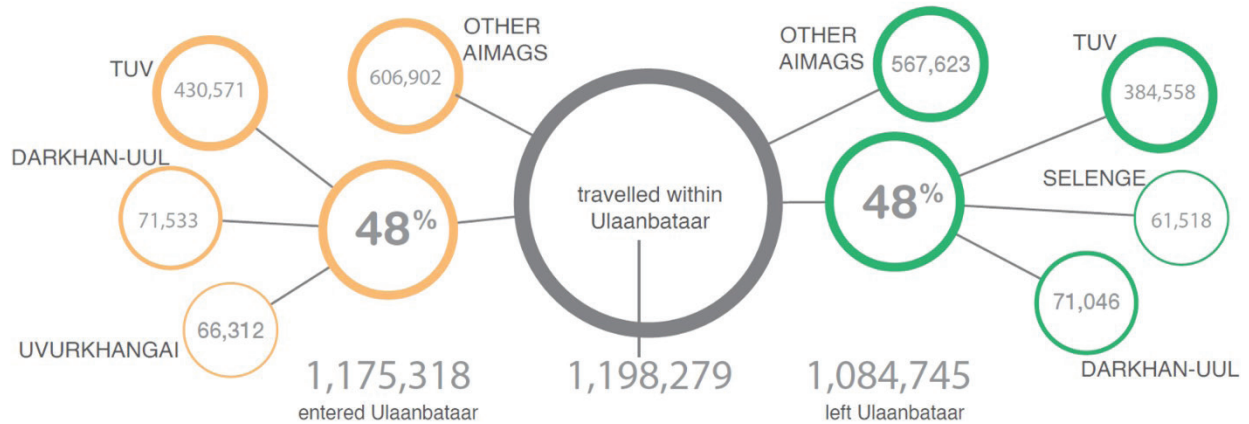 OTHER
AIMAGS
TUV
430,571
606,902
DARKHAN-UUL
71,533
48%
66,312
UVURKHANGAI
1,175,318
entered Ulaanbataar
travelled within
Ulaanbataar
1,198,279
OTHER
AIMAGS
567,623
TUV
384,558
48%
SELENGE
61,518
71,046
DARKHAN-UUL
1,084,745
left Ulaanbataar